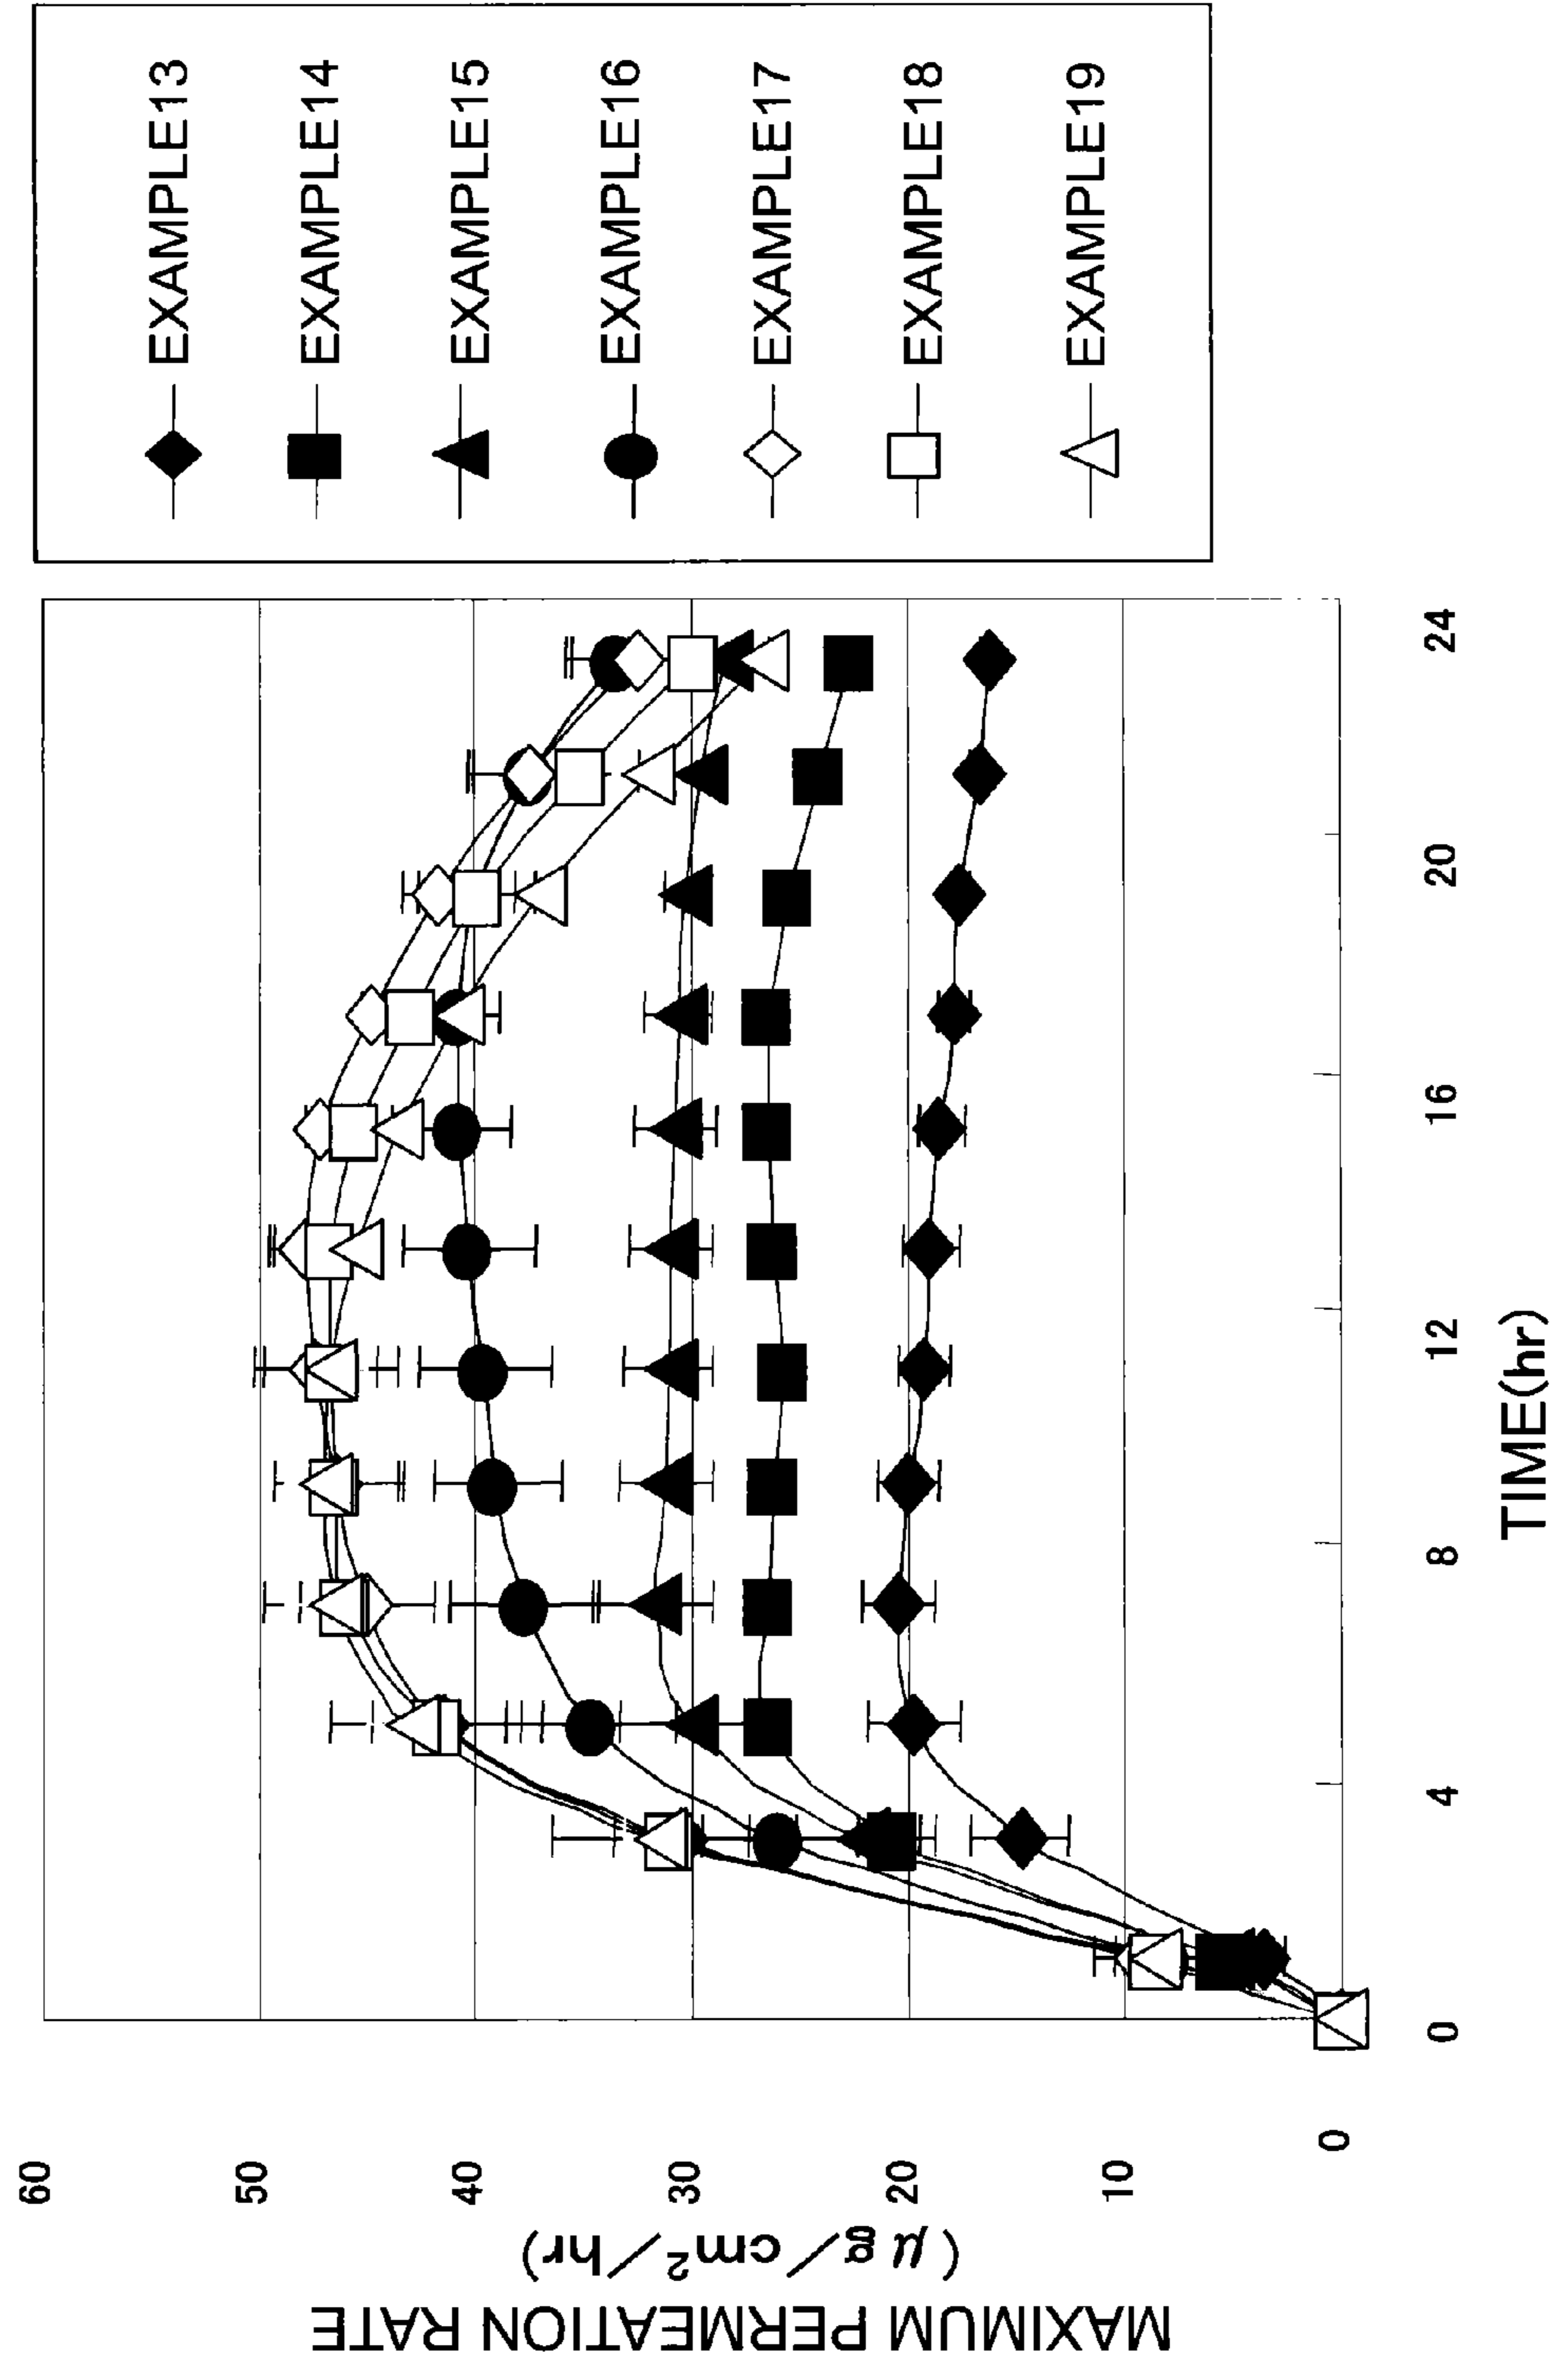 MAXIMUM PERMEATION RATE
(μg/cm²/hr)
60
50
40
30
20
10
0
0
4
8
12
16
20
24
TIME(hr)
EXAMPLE13
EXAMPLE14
EXAMPLE15
EXAMPLE16
EXAMPLE17
EXAMPLE18
EXAMPLE19